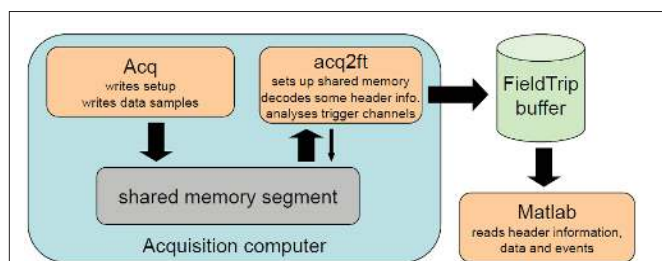 Acq
writes setup
writes data samples
acq2ft
sets up shared memory
decodes some header info.
analyses trigger channels
shared memory segment
Acquisition computer
FieldTrip
buffer
Matlab
reads header information,
data and events